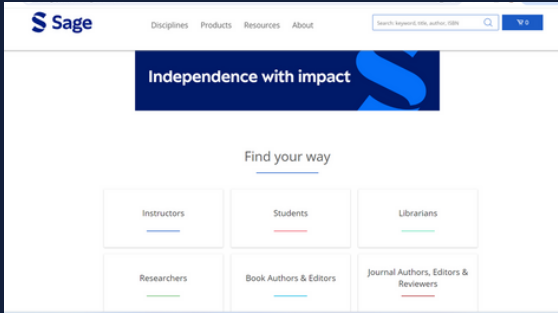 Sage
Disciplines Products Resources About
Search: keyword, title, author, ISBN
0
Independence with impact
Find your way
Instructors
Students
Librarians
Researchers
Book Authors & Editors
Journal Authors, Editors &
Reviewers